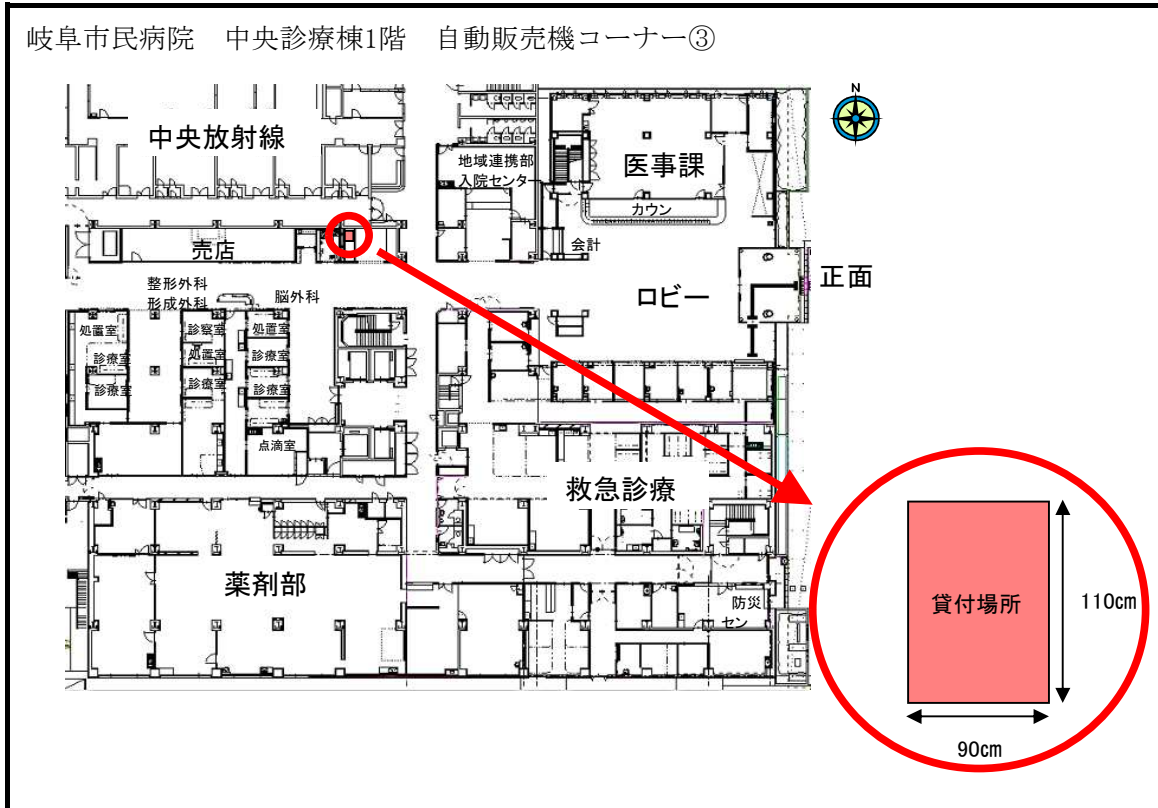 岐阜市民病院　中央診療棟1階　自動販売機コーナー③
N
中央放射線
地域連携部
入院センター
医事課
カウン
会計
売店
正面
ロビー
整形外科
形成外科
脳外科
処置室
診察室
処置室
診療室
処置室
診療室
診療室
診療室
診療室
点滴室
救急診療
薬剤部
防災
セン
貸付場所
110cm
90cm